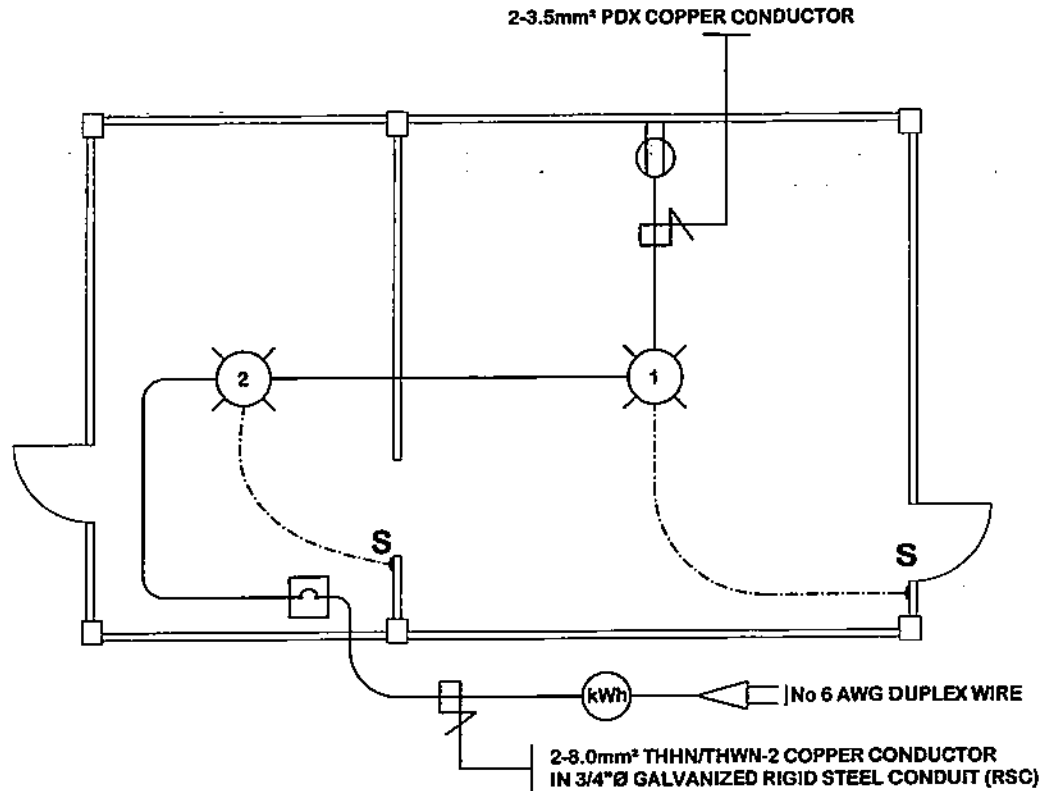 2-3.5mm² PDX COPPER CONDUCTOR
2
1
S
S
kWh
No 6 AWG DUPLEX WIRE
2-8.0mm² THHN/THWN-2 COPPER CONDUCTOR
IN 3/4"Ø GALVANIZED RIGID STEEL CONDUIT (RSC)